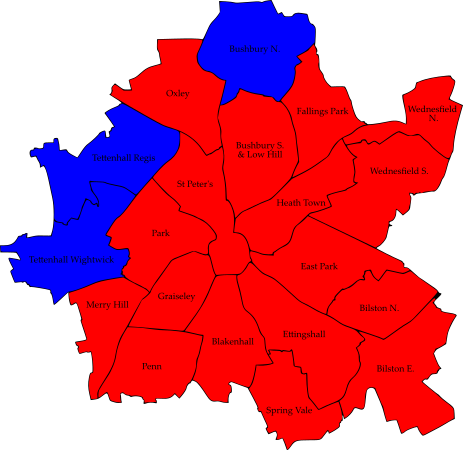 Bushbury N.
Oxley
Fallings Park
Wednesfield
N.
Bushbury S.
& Low Hill
Tettenhall Regis
Wednesfield S.
St Peter's
Heath Town
Park
Tettenhall Wightwick
East Park
Graiseley
Merry Hill
Bilston N.
Ettingshall
Blakenhall
Penn
Bilston E.
Spring Vale